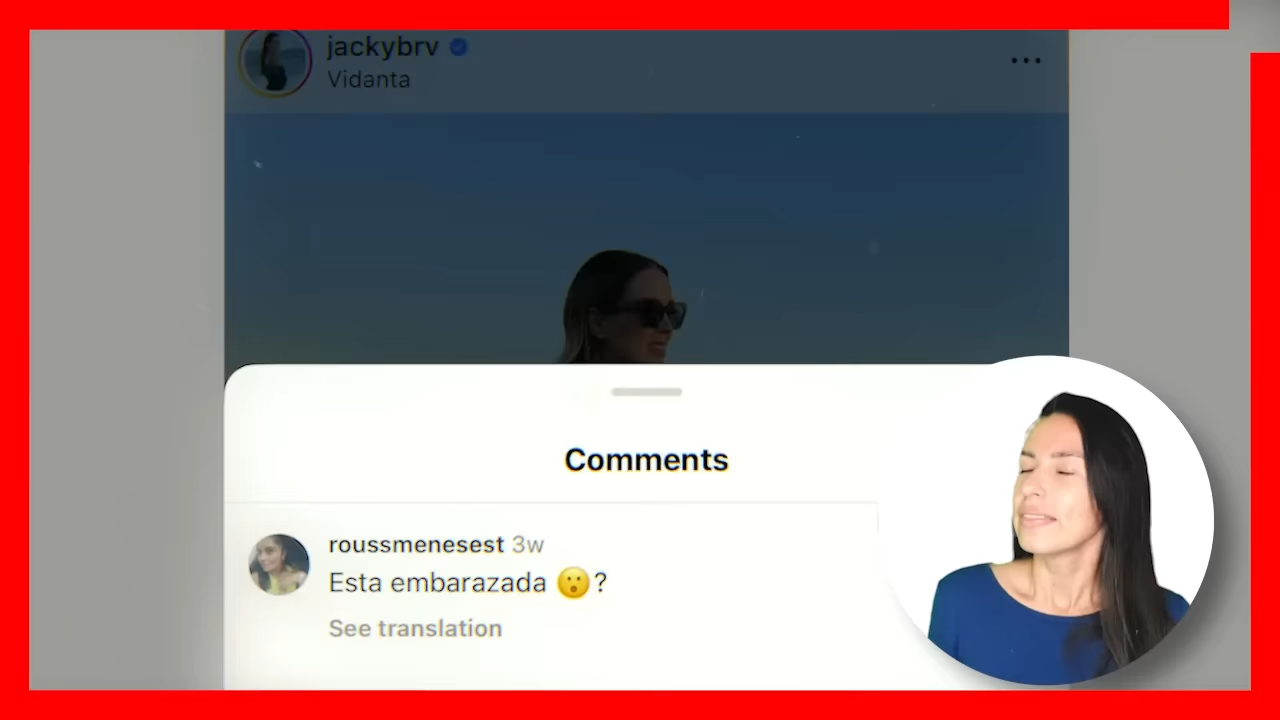 jackybrv
Vidanta
Comments
roussmenesest 3w
Esta embarazada 😮?
See translation